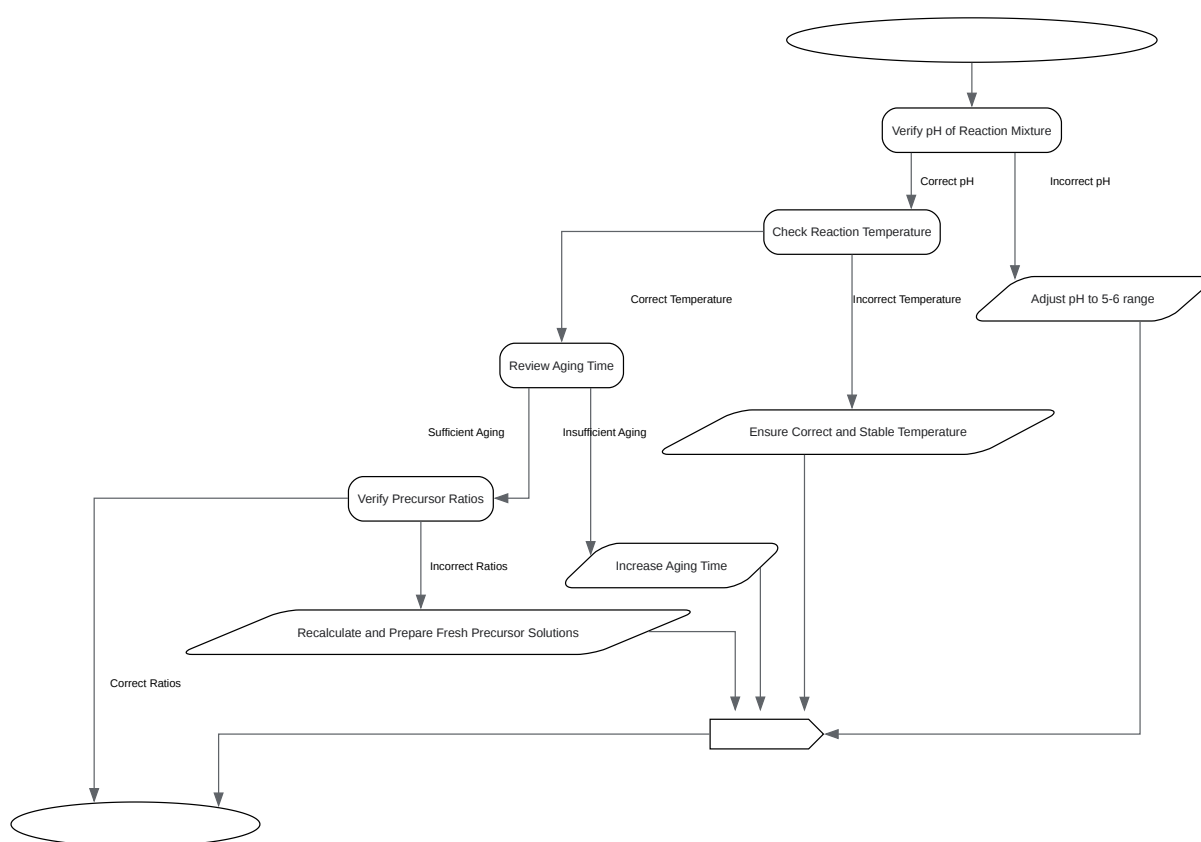 Verify pH of Reaction Mixture
Correct pH
Incorrect pH
Check Reaction Temperature
Correct Temperature
Incorrect Temperature
Adjust pH to 5-6 range
Review Aging Time
Sufficient Aging
Insufficient Aging
Ensure Correct and Stable Temperature
Verify Precursor Ratios
Incorrect Ratios
Increase Aging Time
Recalculate and Prepare Fresh Precursor Solutions
Correct Ratios